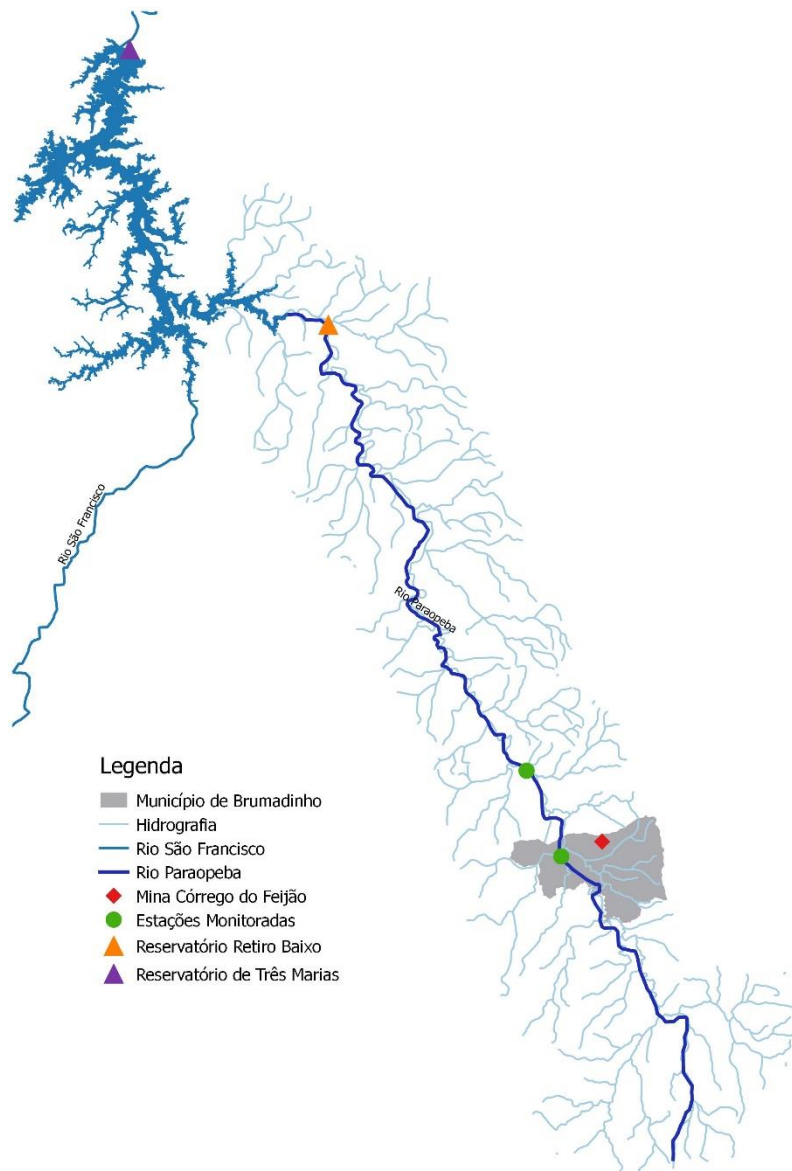 Rio São Francisco
Rio Paraopeba
Legenda
Município de Brumadinho
Hidrografia
Rio São Francisco
Rio Paraopeba
Mina Córrego do Feijão
Estações Monitoradas
Reservatório Retiro Baixo
Reservatório de Três Marias